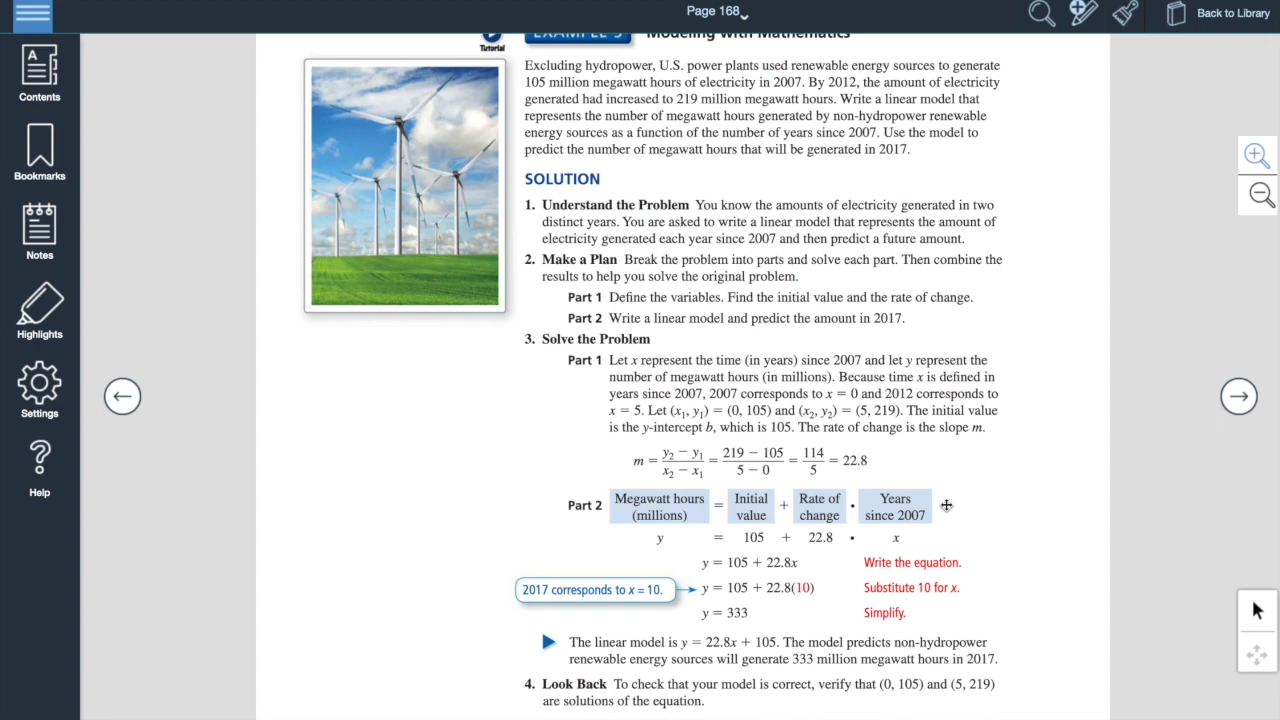 Page 168
Back to Library
Contents
Bookmarks
Notes
Highlights
Settings
Help
Tutorial
EXAMPLE 5 Modeling with Mathematics
Excluding hydropower, U.S. power plants used renewable energy sources to generate
105 million megawatt hours of electricity in 2007. By 2012, the amount of electricity
generated had increased to 219 million megawatt hours. Write a linear model that
represents the number of megawatt hours generated by non-hydropower renewable
energy sources as a function of the number of years since 2007. Use the model to
predict the number of megawatt hours that will be generated in 2017.
SOLUTION
1. Understand the Problem You know the amounts of electricity generated in two
distinct years. You are asked to write a linear model that represents the amount of
electricity generated each year since 2007 and then predict a future amount.
2. Make a Plan Break the problem into parts and solve each part. Then combine the
results to help you solve the original problem.
Part 1 Define the variables. Find the initial value and the rate of change.
Part 2 Write a linear model and predict the amount in 2017.
3. Solve the Problem
Part 1 Let x represent the time (in years) since 2007 and let y represent the
number of megawatt hours (in millions). Because time x is defined in
years since 2007, 2007 corresponds to x = 0 and 2012 corresponds to
x = 5. Let (x₁, y₁) = (0, 105) and (x₂, y₂) = (5, 219). The initial value
is the y-intercept b, which is 105. The rate of change is the slope m.
m = (y₂ − y₁)/(x₂ − x₁) = (219 − 105)/(5 − 0) = 114/5 = 22.8
Part 2 Megawatt hours (millions) = Initial value + Rate of change • Years since 2007
y = 105 + 22.8 • x
y = 105 + 22.8x Write the equation.
2017 corresponds to x = 10. y = 105 + 22.8(10) Substitute 10 for x.
y = 333 Simplify.
The linear model is y = 22.8x + 105. The model predicts non-hydropower
renewable energy sources will generate 333 million megawatt hours in 2017.
4. Look Back To check that your model is correct, verify that (0, 105) and (5, 219)
are solutions of the equation.